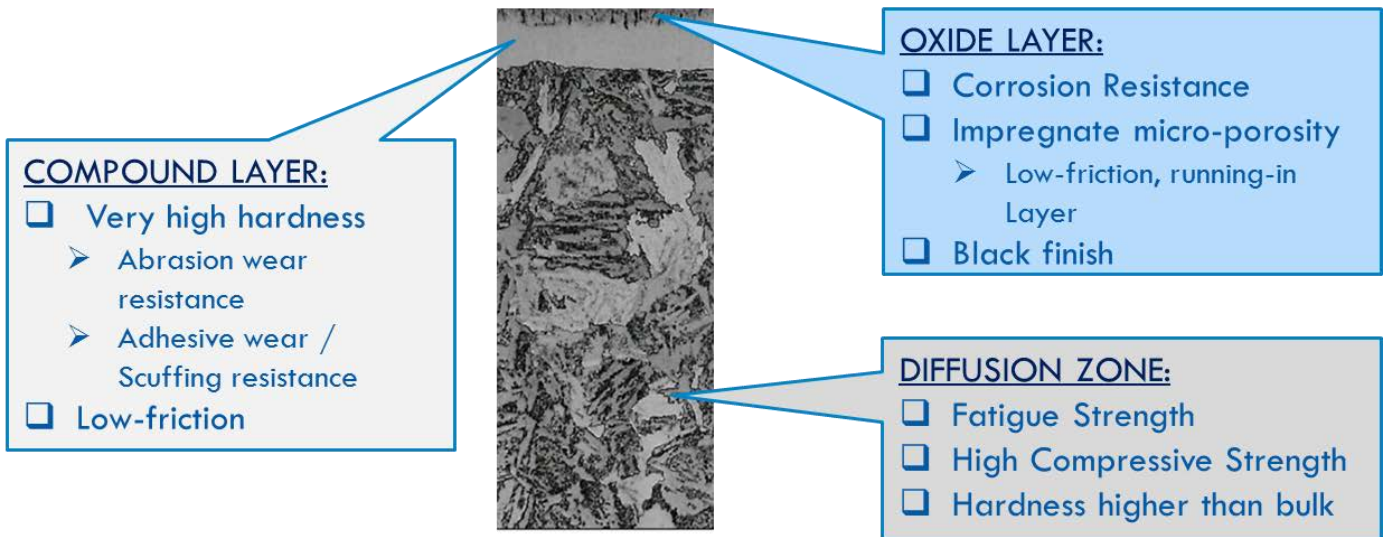 COMPOUND LAYER:
❑ Very high hardness
➢ Abrasion wear
resistance
➢ Adhesive wear /
Scuffing resistance
❑ Low-friction
OXIDE LAYER:
❑ Corrosion Resistance
❑ Impregnate micro-porosity
➢ Low-friction, running-in
Layer
❑ Black finish
DIFFUSION ZONE:
❑ Fatigue Strength
❑ High Compressive Strength
❑ Hardness higher than bulk